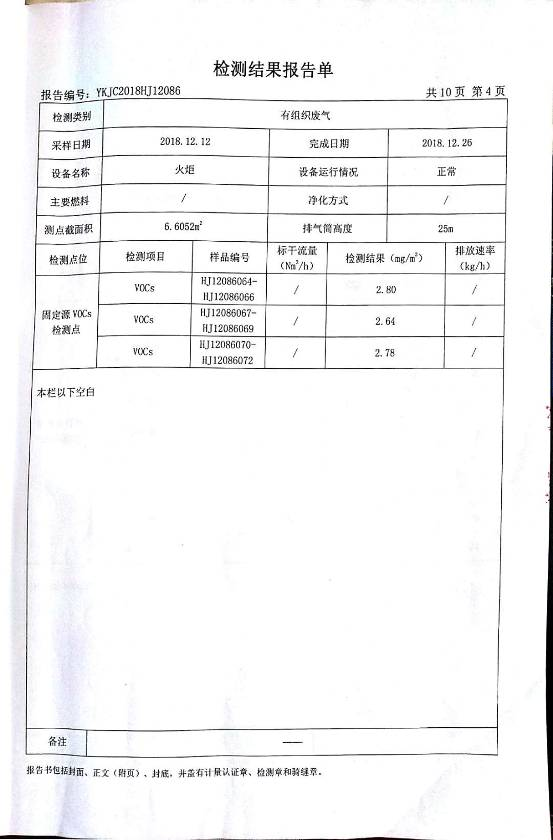 检测结果报告单
报告编号：YKJC2018HJ12086 共 10 页 第 4 页
检测类别 有组织废气
采样日期 2018.12.12 完成日期 2018.12.26
设备名称 火炬 设备运行情况 正常
主要燃料 / 净化方式 /
测点截面积 6.6052m² 排气筒高度 25m
检测点位 检测项目 样品编号 标干流量（Nm³/h） 检测结果（mg/m³） 排放速率（kg/h）
固定源 VOCs 检测点 VOCs HJ12086064-HJ12086066 / 2.80 /
VOCs HJ12086067-HJ12086069 / 2.64 /
VOCs HJ12086070-HJ12086072 / 2.78 /
本栏以下空白
备注 ——
报告书包括封面、正文（附页）、封底，并盖有计量认证章、检测章和骑缝章。